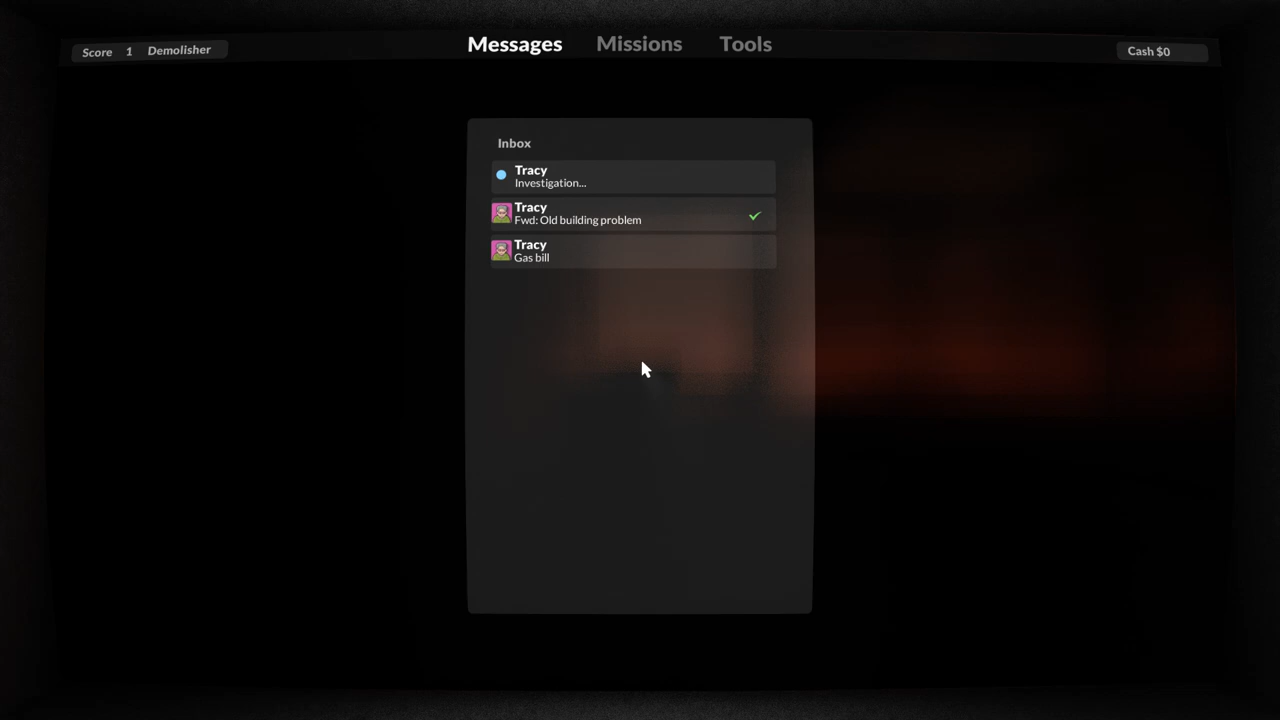 Score 1 Demolisher
Messages Missions Tools
Cash $0
Inbox
Tracy
Investigation...
Tracy
Fwd: Old building problem
Tracy
Gas bill